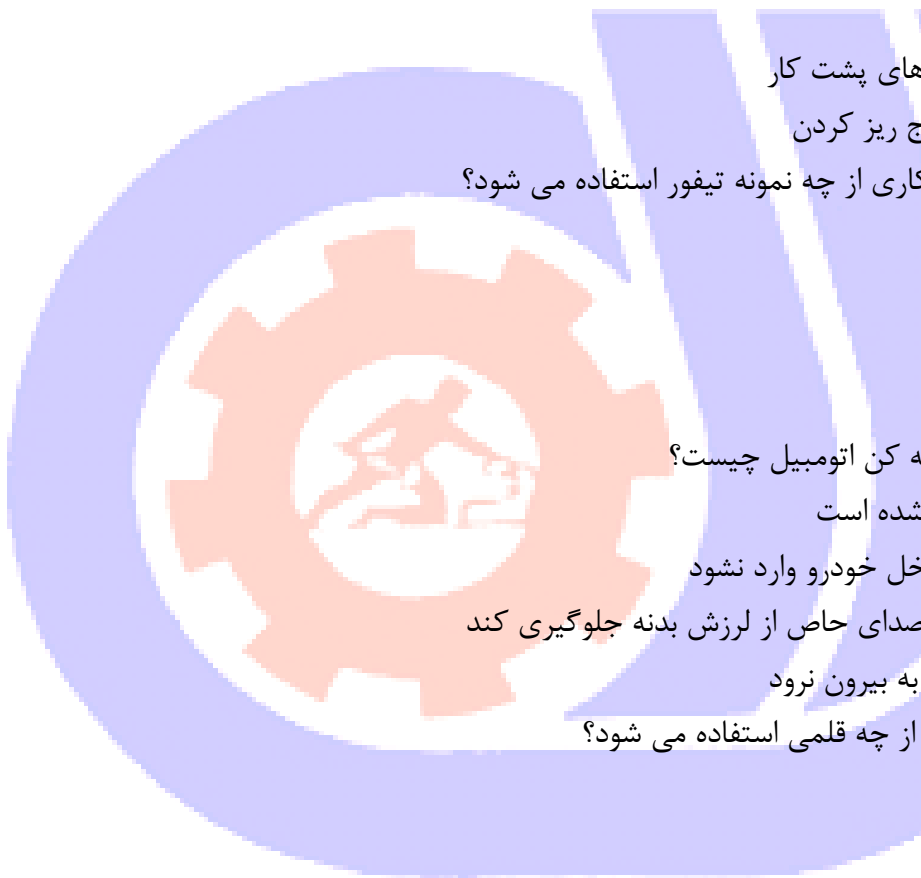 های پشت کار
ج ریز کردن
کاری از چه نمونه تیفور استفاده می شود؟
ه کن اتومبیل چیست؟
شده است
خل خودرو وارد نشود
صدای حاص از لرزش بدنه جلوگیری کند
به بیرون نرود
از چه قلمی استفاده می شود؟